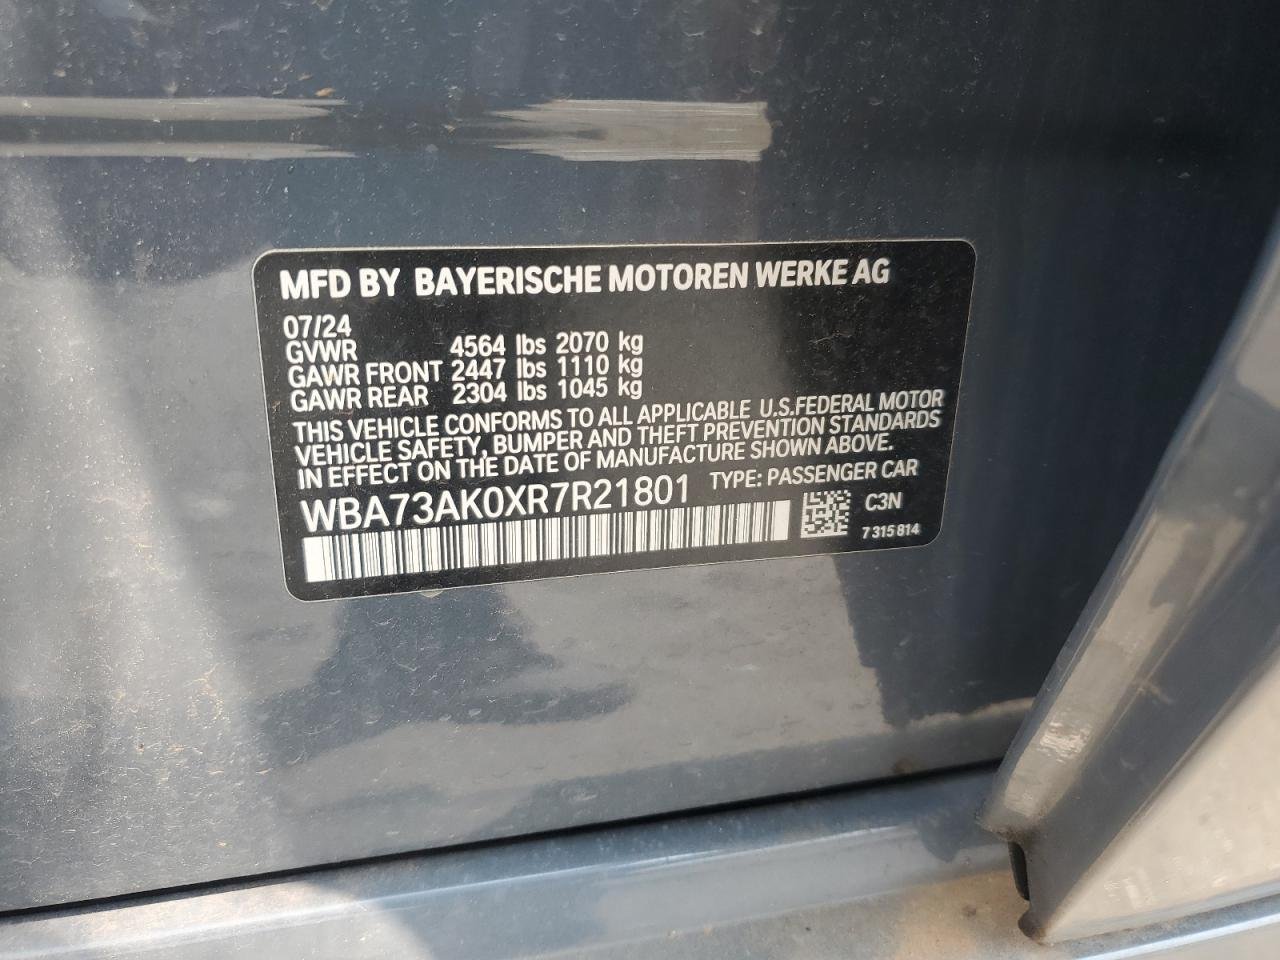 MFD BY BAYERISCHE MOTOREN WERKE AG
07/24
GVWR 4564 lbs 2070 kg
GAWR FRONT 2447 lbs 1110 kg
GAWR REAR 2304 lbs 1045 kg
THIS VEHICLE CONFORMS TO ALL APPLICABLE U.S.FEDERAL MOTOR
VEHICLE SAFETY, BUMPER AND THEFT PREVENTION STANDARDS
IN EFFECT ON THE DATE OF MANUFACTURE SHOWN ABOVE.
WBA73AK0XR7R21801 TYPE: PASSENGER CAR
C3N
7 315 814